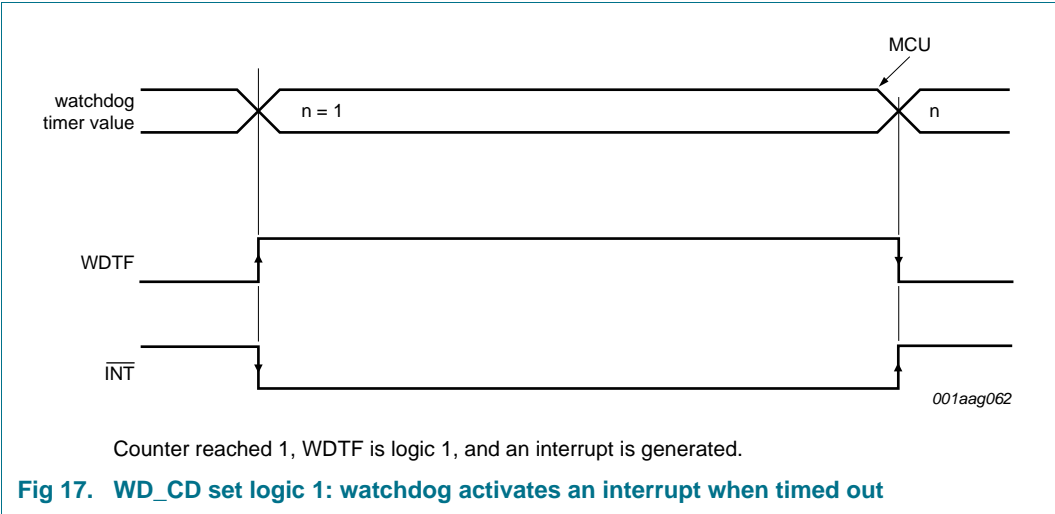 MCU
watchdog
timer value
n = 1
n
WDTF
INT
001aag062
Counter reached 1, WDTF is logic 1, and an interrupt is generated.
Fig 17. WD_CD set logic 1: watchdog activates an interrupt when timed out